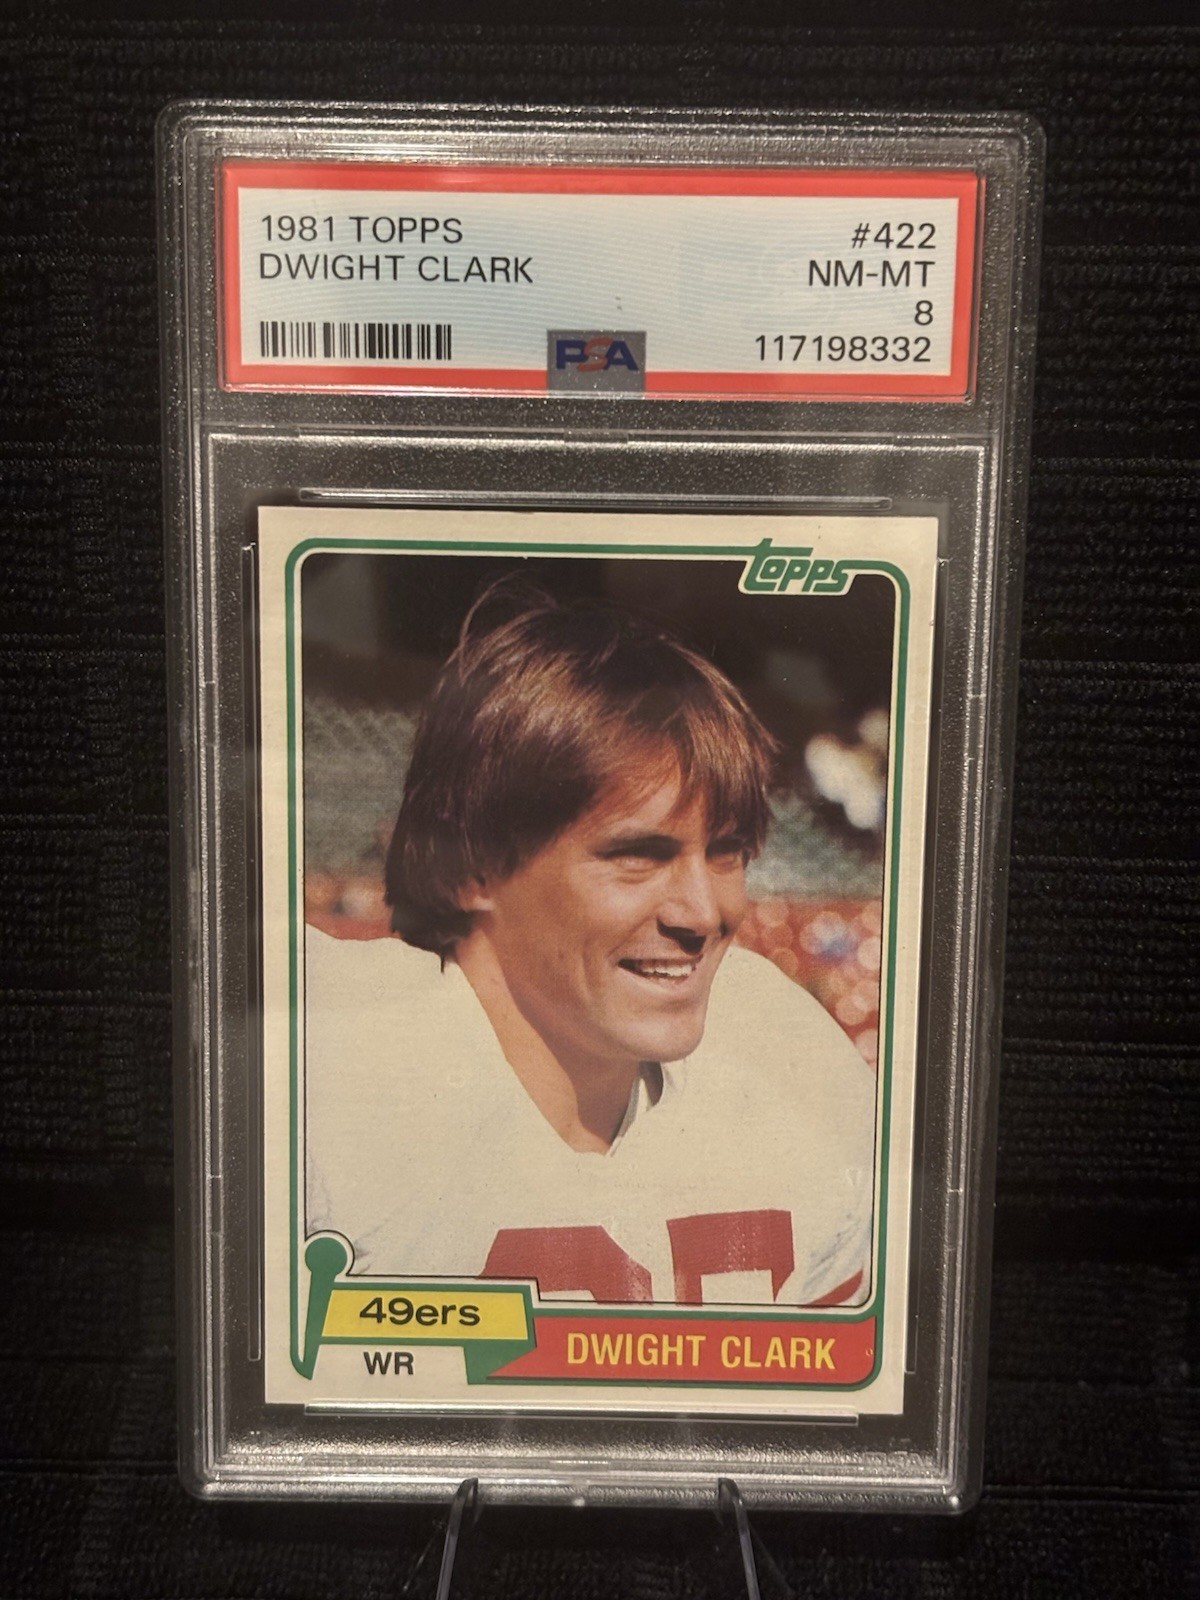 1981 TOPPS
DWIGHT CLARK
#422
NM-MT
8
117198332
PSA
topps
49ers
WR
DWIGHT CLARK